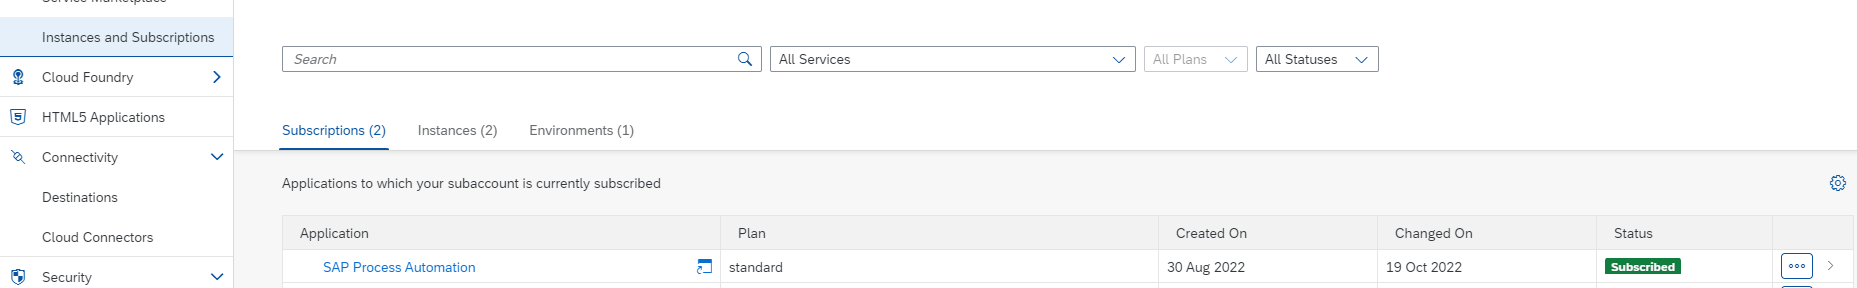 Service Marketplace
Instances and Subscriptions
Cloud Foundry
HTML5 Applications
Connectivity
Destinations
Cloud Connectors
Security
Search
All Services
All Plans
All Statuses
Subscriptions (2)
Instances (2)
Environments (1)
Applications to which your subaccount is currently subscribed
Application
Plan
Created On
Changed On
Status
SAP Process Automation
standard
30 Aug 2022
19 Oct 2022
Subscribed